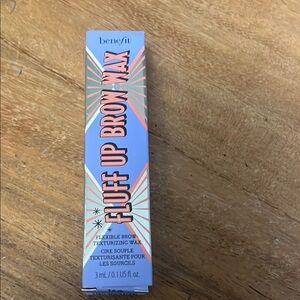 benefit
FLUFF UP BROW WAX
FLEXIBLE BROW
TEXTURIZING WAX
CIRE SOUPLE
TEXTURISANTE POUR
LES SOURCILS
3 mL / 0.1 US fl. oz.